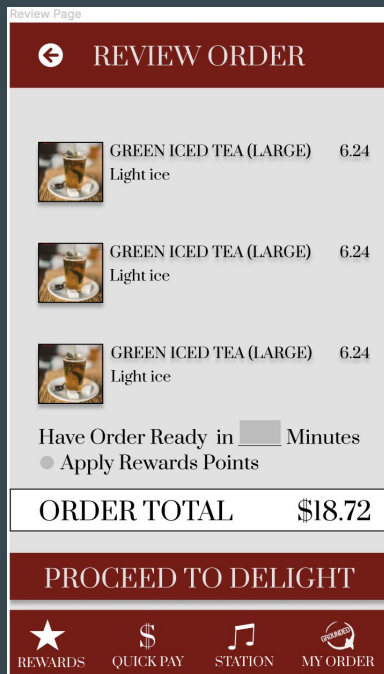 Review Page
REVIEW ORDER
GREEN ICED TEA (LARGE) 6.24
Light ice
GREEN ICED TEA (LARGE) 6.24
Light ice
GREEN ICED TEA (LARGE) 6.24
Light ice
Have Order Ready in ____ Minutes
Apply Rewards Points
ORDER TOTAL $18.72
PROCEED TO DELIGHT
$
GROUNDED
REWARDS QUICK PAY STATION MY ORDER